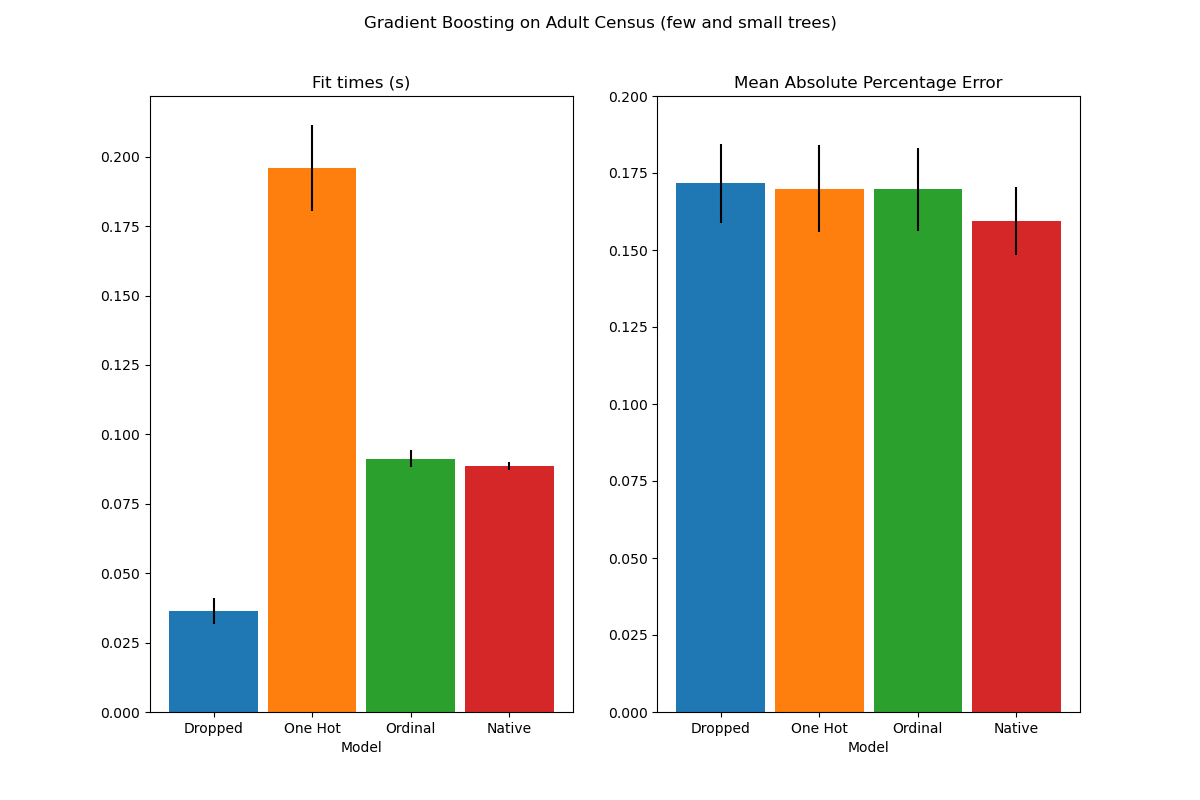 Gradient Boosting on Adult Census (few and small trees)
Fit times (s)
0.200
0.175
0.150
0.125
0.100
0.075
0.050
0.025
0.000
Dropped One Hot Ordinal Native
Model
Mean Absolute Percentage Error
0.200
0.175
0.150
0.125
0.100
0.075
0.050
0.025
0.000
Dropped One Hot Ordinal Native
Model